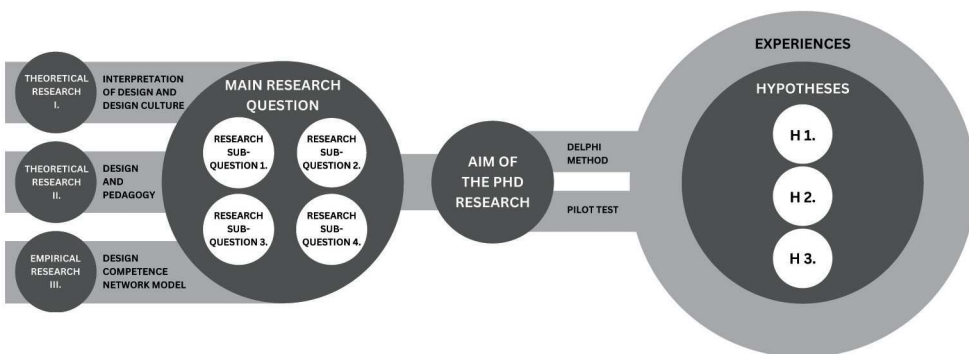 THEORETICAL
RESEARCH
I.
INTERPRETATION
OF DESIGN AND
DESIGN CULTURE
THEORETICAL
RESEARCH
II.
DESIGN
AND
PEDAGOGY
EMPIRICAL
RESEARCH
III.
DESIGN
COMPETENCE
NETWORK MODEL
MAIN RESEARCH
QUESTION
RESEARCH
SUB-
QUESTION 1.
RESEARCH
SUB-
QUESTION 2.
RESEARCH
SUB-
QUESTION 3.
RESEARCH
SUB-
QUESTION 4.
AIM OF
THE PHD
RESEARCH
DELPHI
METHOD
PILOT TEST
EXPERIENCES
HYPOTHESES
H 1.
H 2.
H 3.